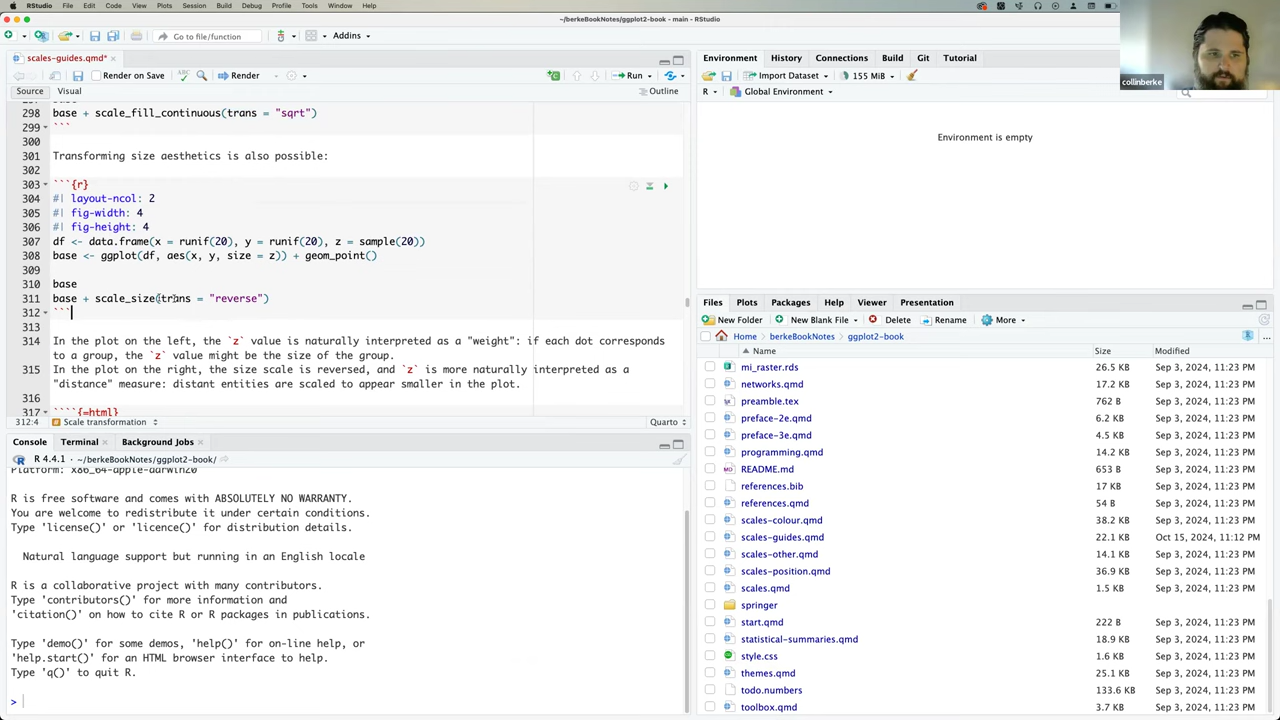 RStudio File Edit Code View Plots Session Build Debug Profile Tools Window Help
~/berkeBookNotes/ggplot2-book - main - RStudio
Go to file/function Addins
scales-guides.qmd*
Render on Save Render Run
Source Visual Outline
298 base + scale_fill_continuous(trans = "sqrt")
299 ```
300
301 Transforming size aesthetics is also possible:
302
303 ```{r}
304 #| layout-ncol: 2
305 #| fig-width: 4
306 #| fig-height: 4
307 df <- data.frame(x = runif(20), y = runif(20), z = sample(20))
308 base <- ggplot(df, aes(x, y, size = z)) + geom_point()
309
310 base
311 base + scale_size(trans = "reverse")
312 ```
313
314 In the plot on the left, the `z` value is naturally interpreted as a "weight": if each dot corresponds
to a group, the `z` value might be the size of the group.
315 In the plot on the right, the size scale is reversed, and `z` is more naturally interpreted as a
"distance" measure: distant entities are scaled to appear smaller in the plot.
316
317 ````{=html}
312:4 Scale transformation Quarto
Console Terminal Background Jobs
R 4.4.1 · ~/berkeBookNotes/ggplot2-book/
Platform: x86_64-apple-darwin20
R is free software and comes with ABSOLUTELY NO WARRANTY.
You are welcome to redistribute it under certain conditions.
Type 'license()' or 'licence()' for distribution details.
Natural language support but running in an English locale
R is a collaborative project with many contributors.
Type 'contributors()' for more information and
'citation()' on how to cite R or R packages in publications.
Type 'demo()' for some demos, 'help()' for on-line help, or
'help.start()' for an HTML browser interface to help.
Type 'q()' to quit R.
>
Environment History Connections Build Git Tutorial
Import Dataset 155 MiB
R Global Environment
Environment is empty
collinberke
Files Plots Packages Help Viewer Presentation
New Folder New Blank File Delete Rename More
Home berkeBookNotes ggplot2-book
Name Size Modified
mi_raster.rds 26.5 KB Sep 3, 2024, 11:23 PM
networks.qmd 17.2 KB Sep 3, 2024, 11:23 PM
preamble.tex 762 B Sep 3, 2024, 11:23 PM
preface-2e.qmd 6.2 KB Sep 3, 2024, 11:23 PM
preface-3e.qmd 4.5 KB Sep 3, 2024, 11:23 PM
programming.qmd 14.2 KB Sep 3, 2024, 11:23 PM
README.md 653 B Sep 3, 2024, 11:23 PM
references.bib 17 KB Sep 3, 2024, 11:23 PM
references.qmd 54 B Sep 3, 2024, 11:23 PM
scales-colour.qmd 38.2 KB Sep 3, 2024, 11:23 PM
scales-guides.qmd 22.1 KB Oct 15, 2024, 11:12 PM
scales-other.qmd 14.1 KB Sep 3, 2024, 11:23 PM
scales-position.qmd 36.9 KB Sep 3, 2024, 11:23 PM
scales.qmd 1.5 KB Sep 3, 2024, 11:23 PM
springer
start.qmd 222 B Sep 3, 2024, 11:23 PM
statistical-summaries.qmd 18.9 KB Sep 3, 2024, 11:23 PM
style.css 1.6 KB Sep 3, 2024, 11:23 PM
themes.qmd 25.1 KB Sep 3, 2024, 11:23 PM
todo.numbers 133.6 KB Sep 3, 2024, 11:23 PM
toolbox.qmd 3.7 KB Sep 3, 2024, 11:23 PM